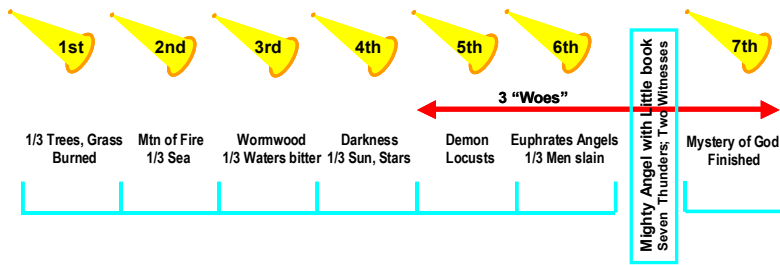 1st
2nd
3rd
4th
5th
6th
7th
3 “Woes”
1/3 Trees, Grass
Burned
Mtn of Fire
1/3 Sea
Wormwood
1/3 Waters bitter
Darkness
1/3 Sun, Stars
Demon
Locusts
Euphrates Angels
1/3 Men slain
Mighty Angel with Little book
Seven Thunders; Two Witnesses
Mystery of God
Finished